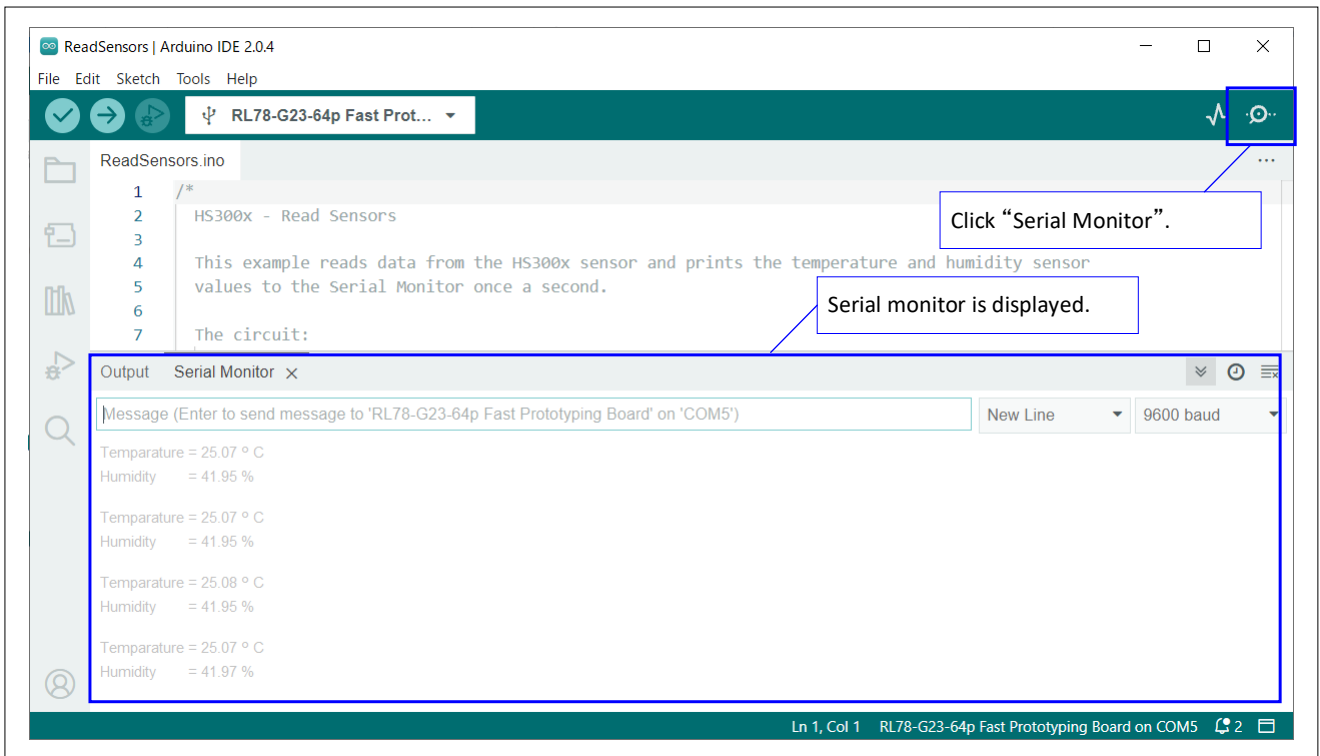 ReadSensors | Arduino IDE 2.0.4
File Edit Sketch Tools Help
RL78-G23-64p Fast Prot...
ReadSensors.ino
1 /*
2 HS300x - Read Sensors
3
4 This example reads data from the HS300x sensor and prints the temperature and humidity sensor
5 values to the Serial Monitor once a second.
6
7 The circuit:
Click “Serial Monitor”.
Serial monitor is displayed.
Output Serial Monitor
Message (Enter to send message to 'RL78-G23-64p Fast Prototyping Board' on 'COM5')
New Line
9600 baud
Temparature = 25.07 º C
Humidity = 41.95 %
Temparature = 25.07 º C
Humidity = 41.95 %
Temparature = 25.08 º C
Humidity = 41.95 %
Temparature = 25.07 º C
Humidity = 41.97 %
Ln 1, Col 1 RL78-G23-64p Fast Prototyping Board on COM5 2